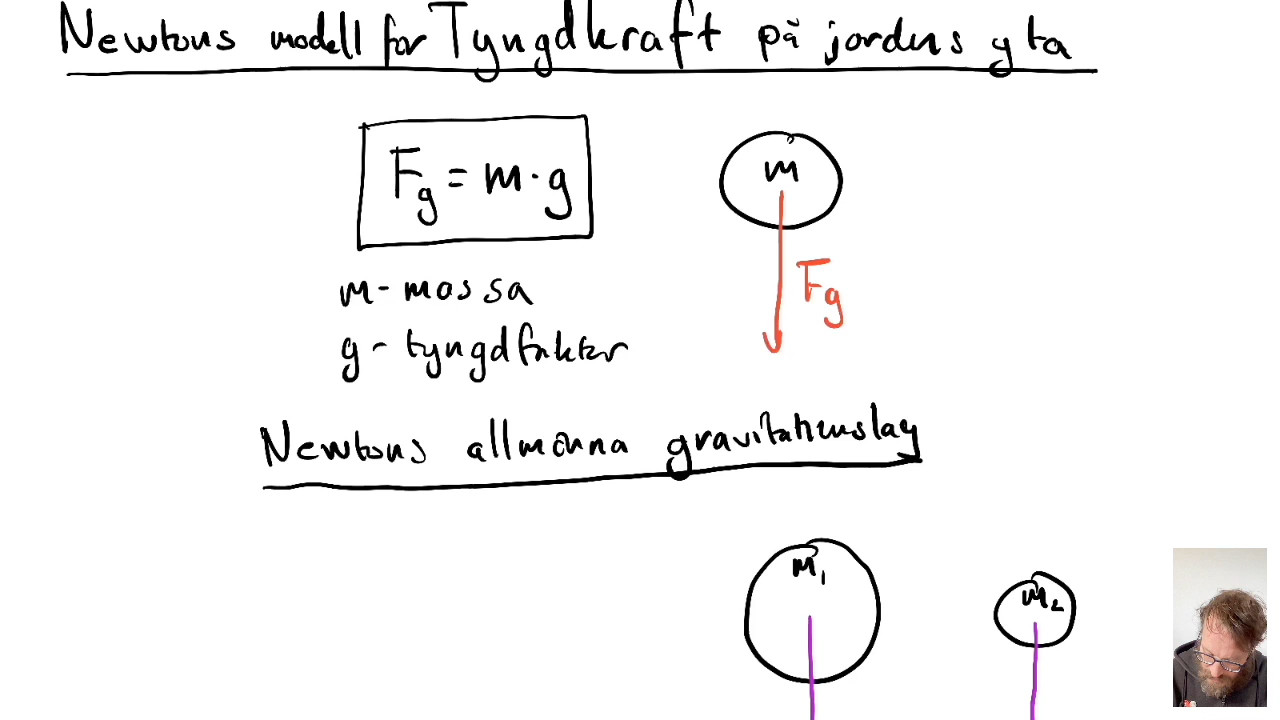 Newtons modell för Tyngdkraft på jordens yta
Fg = m · g
m
Fg
m - massa
g - tyngdfaktor
Newtons allmänna gravitationslag
m₁
m₂